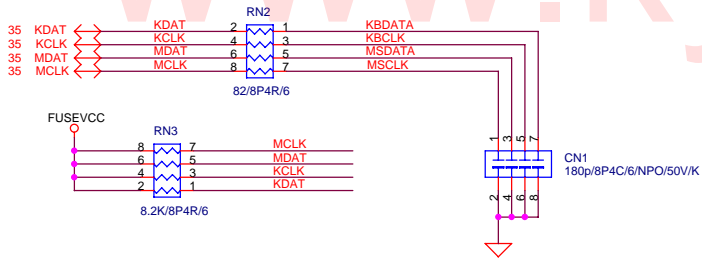 RN2
35 KDAT KDAT 2 1 KBDATA
35 KCLK KCLK 4 3 KBCLK
35 MDAT MDAT 6 5 MSDATA
35 MCLK MCLK 8 7 MSCLK
82/8P4R/6
FUSEVCC
RN3
8 7 MCLK
6 5 MDAT
4 3 KCLK
2 1 KDAT
8.2K/8P4R/6
1 3 5 7
CN1
180p/8P4C/6/NPO/50V/K
2 4 6 8